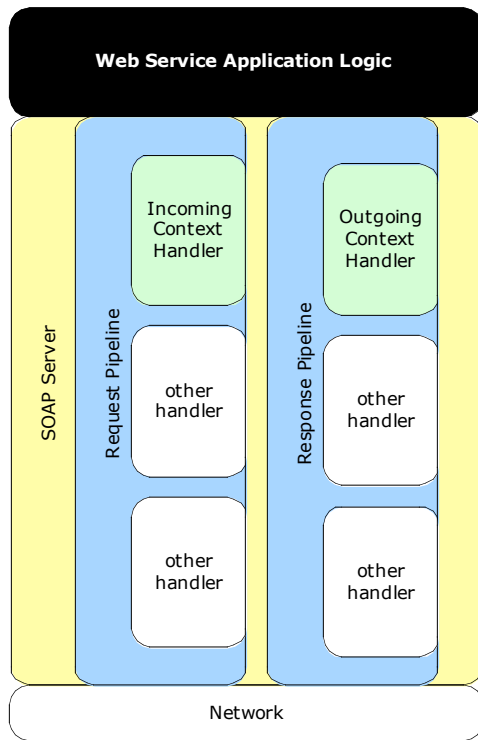 Web Service Application Logic
SOAP Server
Request Pipeline
Incoming
Context
Handler
other
handler
other
handler
Response Pipeline
Outgoing
Context
Handler
other
handler
other
handler
Network